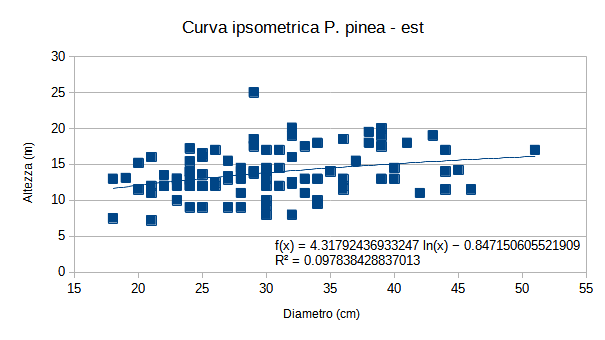 Curva ipsometrica P. pinea - est
30
25
20
15
10
5
0
Altezza (m)
f(x) = 4.31792436933247 ln(x) − 0.847150605521909
R² = 0.097838428837013
15 20 25 30 35 40 45 50 55
Diametro (cm)